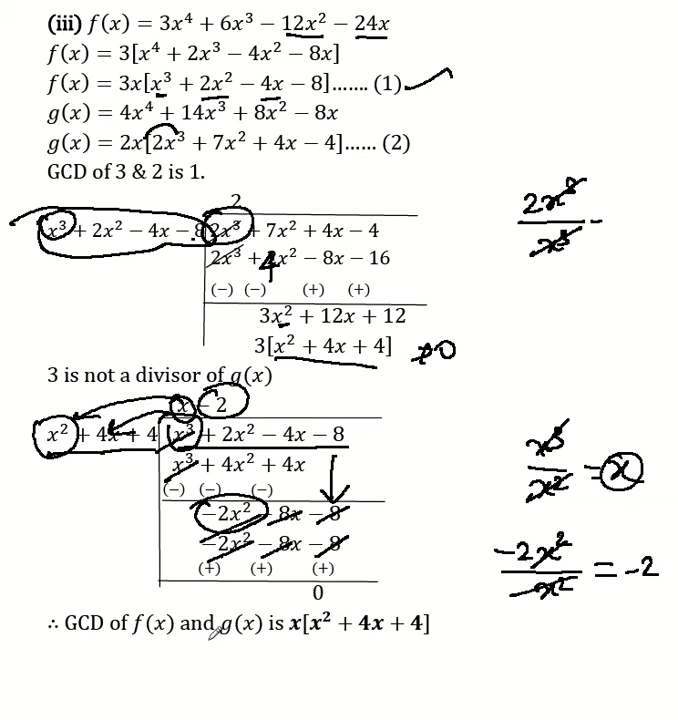 (iii) f(x) = 3x⁴ + 6x³ − 12x² − 24x
f(x) = 3[x⁴ + 2x³ − 4x² − 8x]
f(x) = 3x[x³ + 2x² − 4x − 8]....... (1)
g(x) = 4x⁴ + 14x³ + 8x² − 8x
g(x) = 2x[2x³ + 7x² + 4x − 4]...... (2)
GCD of 3 & 2 is 1.
2
x³ + 2x² − 4x − 8 2x³ + 7x² + 4x − 4
2x³ + 4x² − 8x − 16
(−) (−) (+) (+)
3x² + 12x + 12
3[x² + 4x + 4] ≠0
2x³
x³
3 is not a divisor of g(x)
x − 2
x² + 4x + 4 x³ + 2x² − 4x − 8
x³ + 4x² + 4x
(−) (−) (−)
−2x² − 8x − 8
−2x² − 8x − 8
(+) (+) (+)
0
x³
x² = x
−2x²
x² = −2
∴ GCD of f(x) and g(x) is x[x² + 4x + 4]